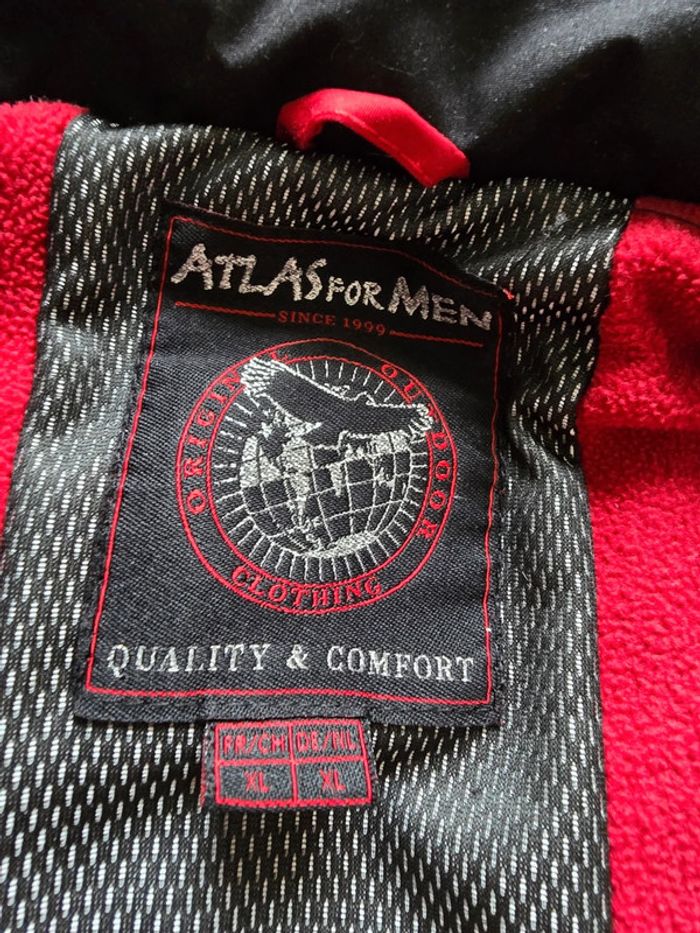 ATLAS FOR MEN
SINCE 1999
ORIGINAL OUTDOOR
CLOTHING
QUALITY & COMFORT
FR/CH DE/NL
XL XL